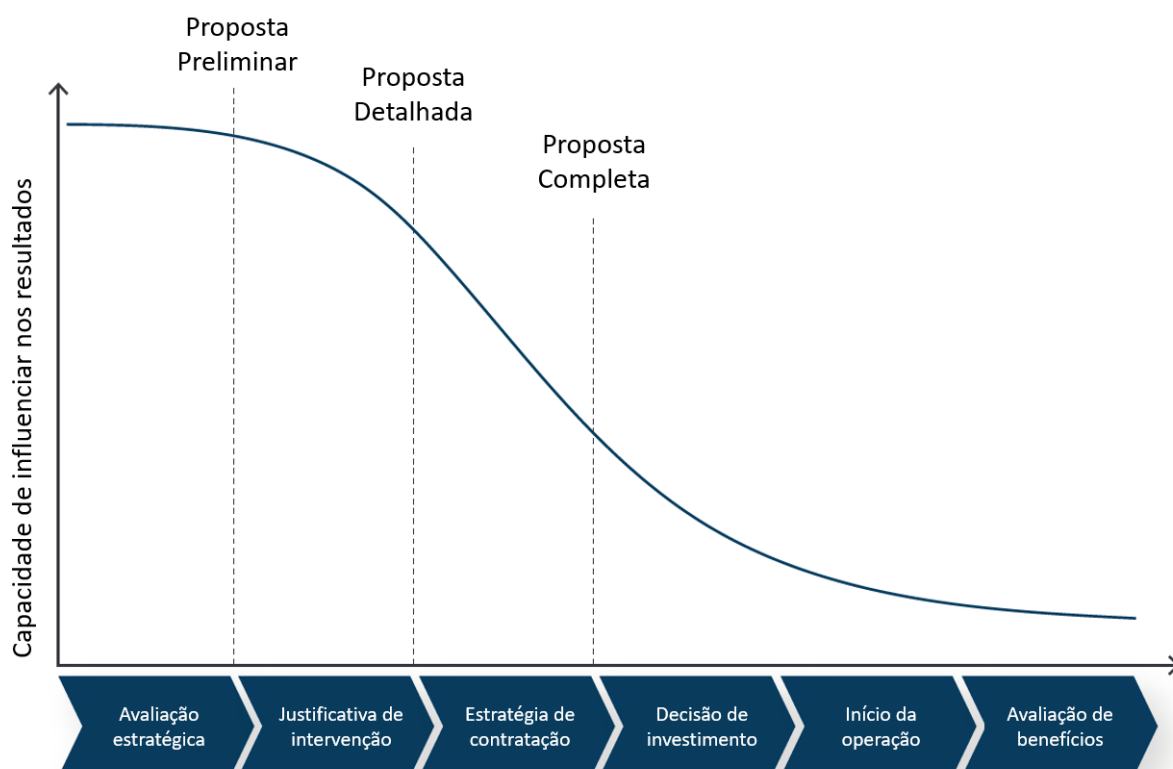 Proposta
Preliminar
Proposta
Detalhada
Proposta
Completa
Capacidade de influenciar nos resultados
Avaliação
estratégica
Justificativa de
intervenção
Estratégia de
contratação
Decisão de
investimento
Início da
operação
Avaliação de
benefícios